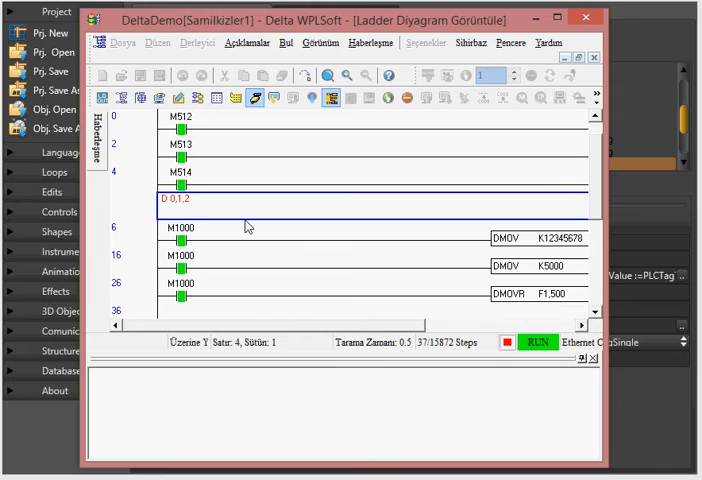 Project
Prj. New
Prj. Open
Prj. Save
Prj. Save As
Obj. Open
Obj. Save A
Languag
Loops
Edits
Controls
Shapes
Instrume
Animatio
Effects
3D Objec
Comunic
Structure
Database
About
DeltaDemo[Samilkizler1] - Delta WPLSoft - [Ladder Diyagram Görüntüle]
Dosya Düzen Derleyici Açıklamalar Bul Görünüm Haberleşme Seçenekler Sihirbaz Pencere Yardım
1
Haberleşme
0 M512
2 M513
4 M514
D 0,1,2
6 M1000
DMOV K12345678
16 M1000
DMOV K5000
26 M1000
DMOVR F1,500
36
Üzerine Y Satır: 4, Sütun: 1 Tarama Zamanı: 0.5 37/15872 Steps RUN Ethernet
Value :=PLCTag
..
..
gSingle